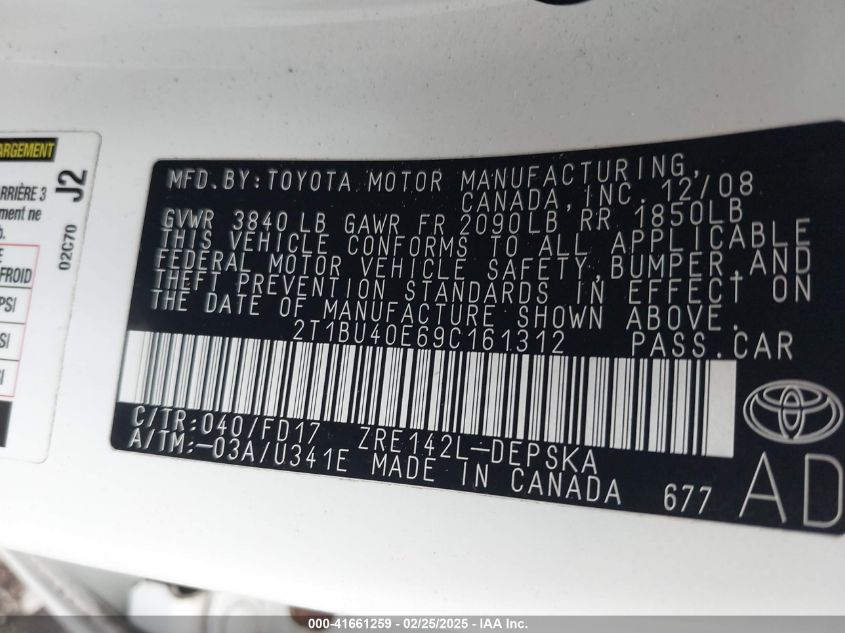 ARGEMENT
ARRIÈRE 3
ment ne
b.
E
FROID
PSI
SI
I
J2
02C70
MFD. BY: TOYOTA MOTOR MANUFACTURING,
CANADA, INC. 12/08
GVWR 3840 LB GAWR FR 2090LB RR 1850LB
THIS VEHICLE CONFORMS TO ALL APPLICABLE
FEDERAL MOTOR VEHICLE SAFETY, BUMPER, AND
THEFT PREVENTION STANDARDS IN EFFECT ON
THE DATE OF MANUFACTURE SHOWN ABOVE.
2T1BU40E69C161312 PASS. CAR
C/TR: 040/FD17 ZRE142L-DEPSKA
A/TM: -03A/U341E MADE IN CANADA 677
AD
000-41661259 - 02/25/2025 - IAA Inc.